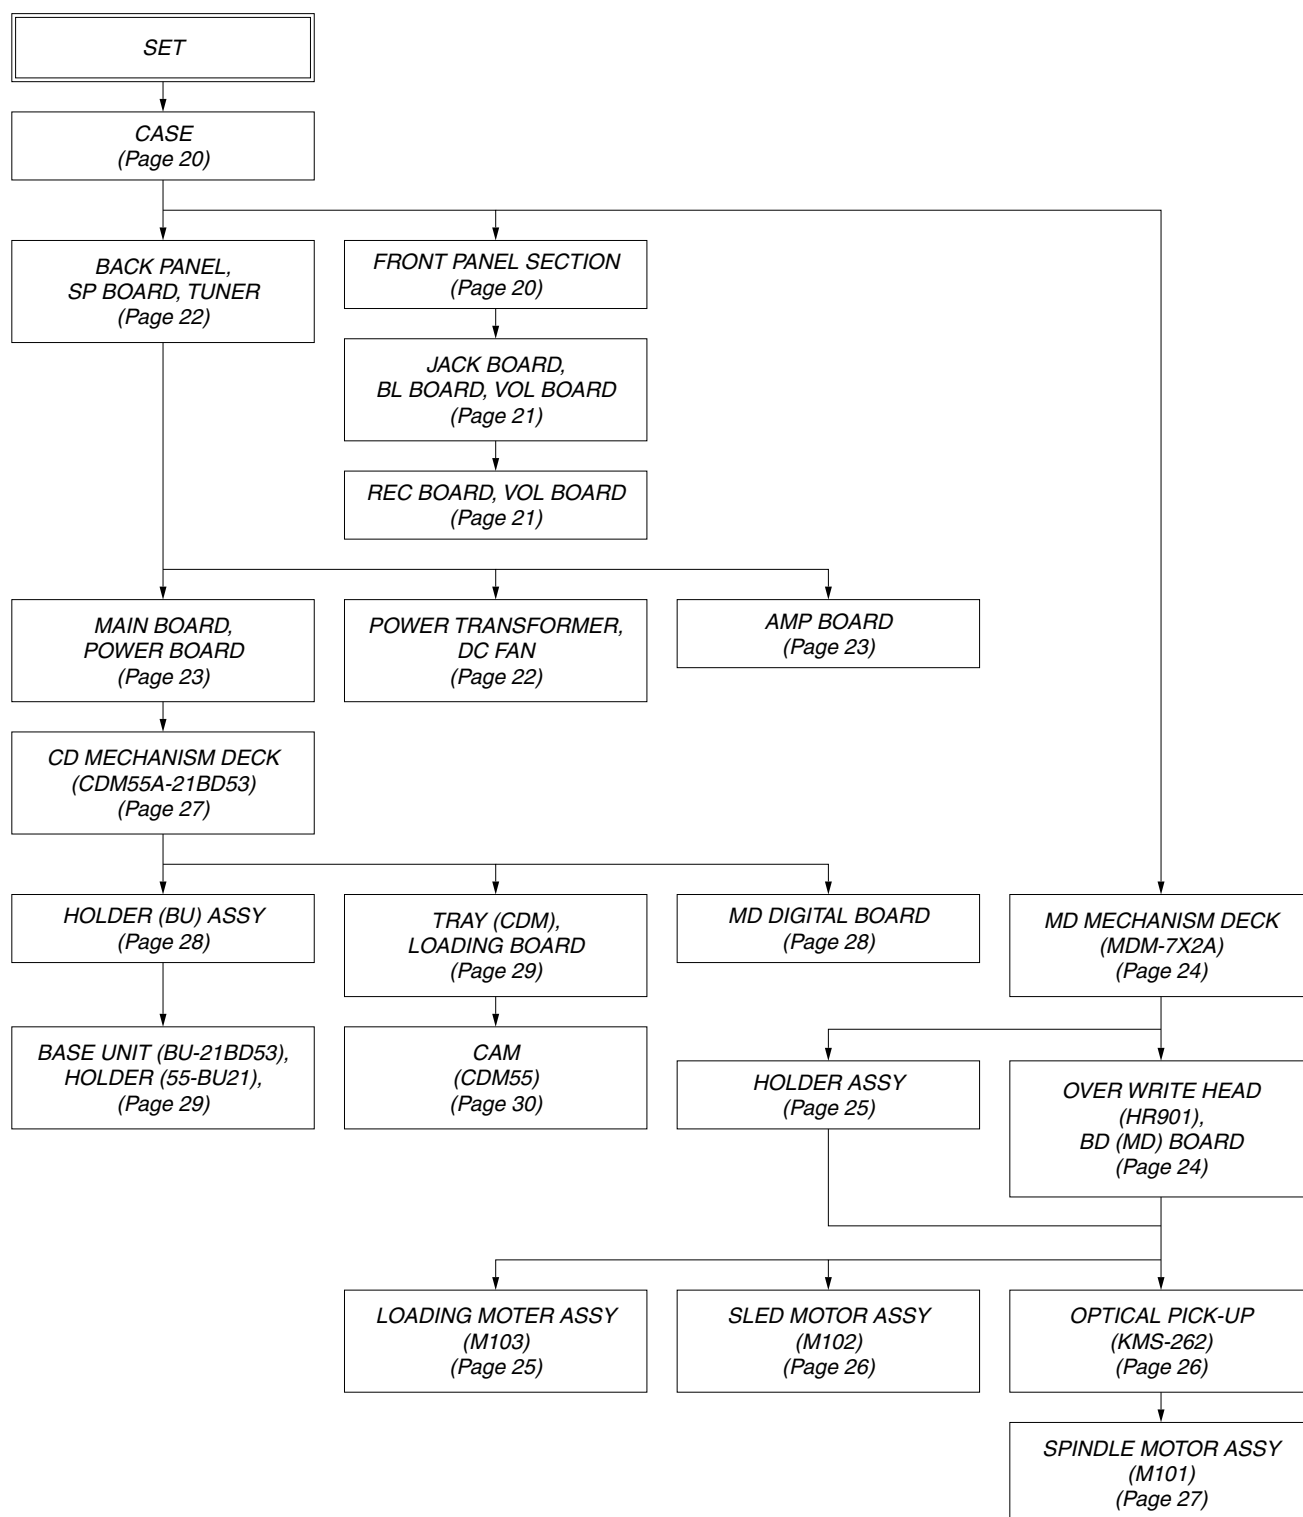 SET
CASE
(Page 20)
BACK PANEL,
SP BOARD, TUNER
(Page 22)
FRONT PANEL SECTION
(Page 20)
JACK BOARD,
BL BOARD, VOL BOARD
(Page 21)
REC BOARD, VOL BOARD
(Page 21)
MAIN BOARD,
POWER BOARD
(Page 23)
POWER TRANSFORMER,
DC FAN
(Page 22)
AMP BOARD
(Page 23)
CD MECHANISM DECK
(CDM55A-21BD53)
(Page 27)
HOLDER (BU) ASSY
(Page 28)
TRAY (CDM),
LOADING BOARD
(Page 29)
MD DIGITAL BOARD
(Page 28)
MD MECHANISM DECK
(MDM-7X2A)
(Page 24)
BASE UNIT (BU-21BD53),
HOLDER (55-BU21),
(Page 29)
CAM
(CDM55)
(Page 30)
HOLDER ASSY
(Page 25)
OVER WRITE HEAD
(HR901),
BD (MD) BOARD
(Page 24)
LOADING MOTER ASSY
(M103)
(Page 25)
SLED MOTOR ASSY
(M102)
(Page 26)
OPTICAL PICK-UP
(KMS-262)
(Page 26)
SPINDLE MOTOR ASSY
(M101)
(Page 27)